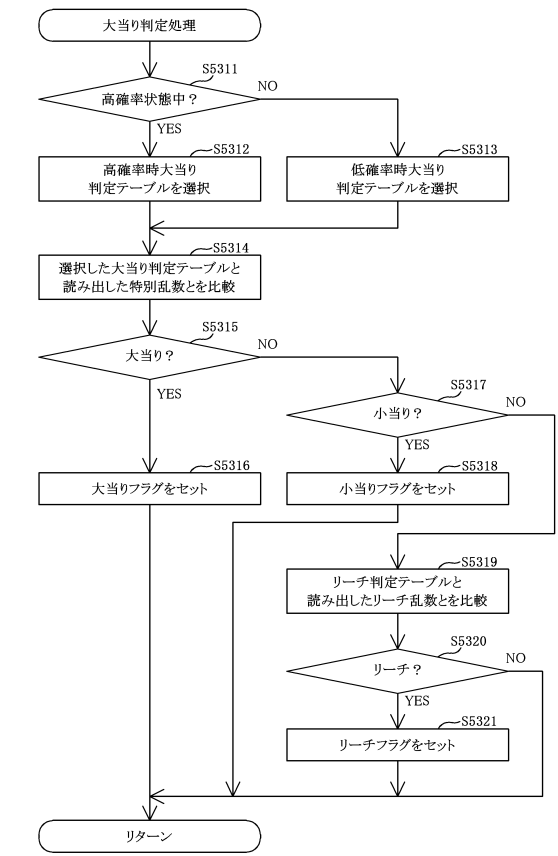 大当り判定処理
S5311
高確率状態中？
NO
YES
S5312
高確率時大当り
判定テーブルを選択
S5313
低確率時大当り
判定テーブルを選択
S5314
選択した大当り判定テーブルと
読み出した特別乱数とを比較
S5315
大当り？
NO
YES
S5317
小当り？
NO
YES
S5316
大当りフラグをセット
S5318
小当りフラグをセット
S5319
リーチ判定テーブルと
読み出したリーチ乱数とを比較
S5320
リーチ？
NO
YES
S5321
リーチフラグをセット
リターン